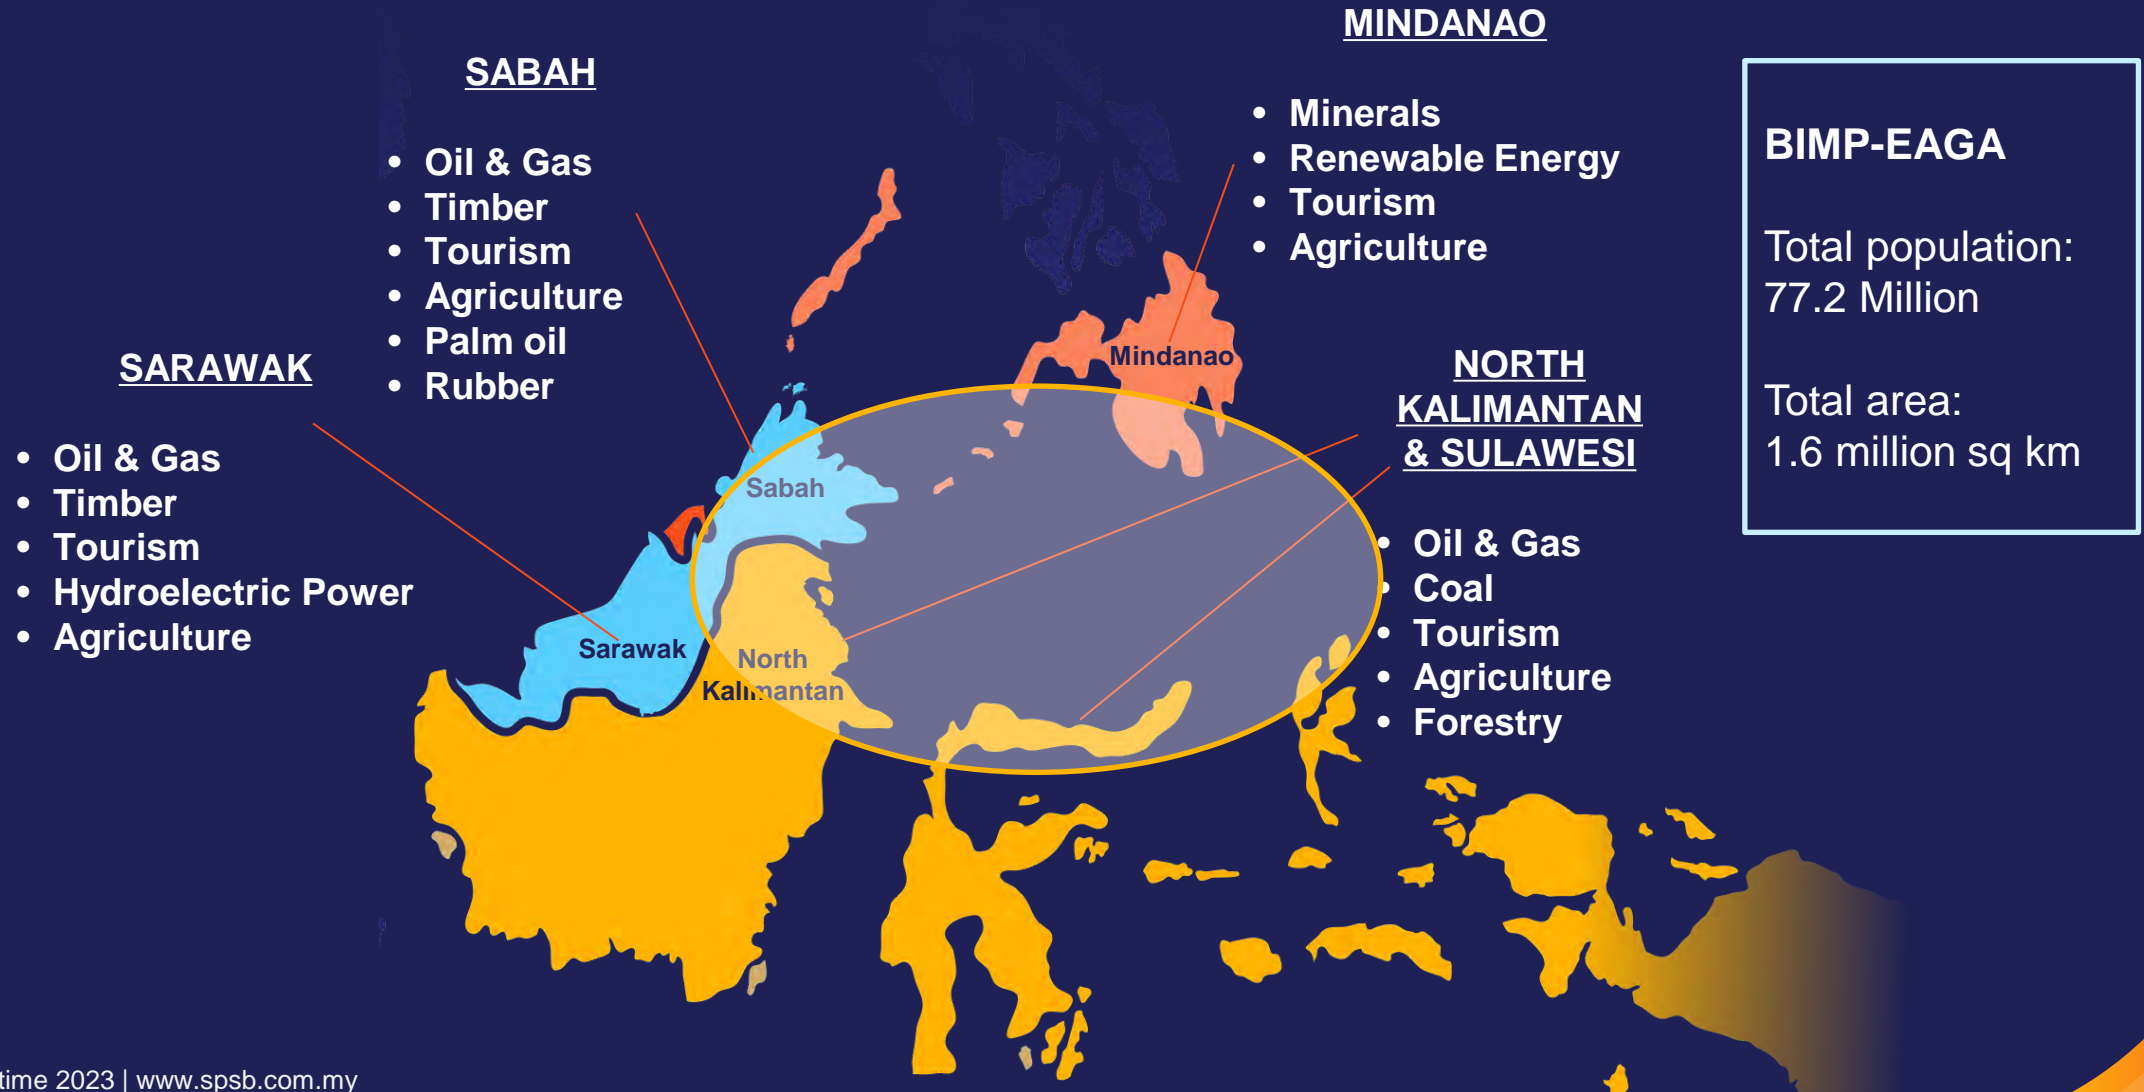 MINDANAO
• Minerals
• Renewable Energy
• Tourism
• Agriculture
SABAH
• Oil & Gas
• Timber
• Tourism
• Agriculture
• Palm oil
• Rubber
BIMP-EAGA
Total population:
77.2 Million
Total area:
1.6 million sq km
SARAWAK
• Oil & Gas
• Timber
• Tourism
• Hydroelectric Power
• Agriculture
NORTH
KALIMANTAN
& SULAWESI
• Oil & Gas
• Coal
• Tourism
• Agriculture
• Forestry
Mindanao
Sabah
Sarawak
North
Kalimantan
time 2023 | www.spsb.com.my